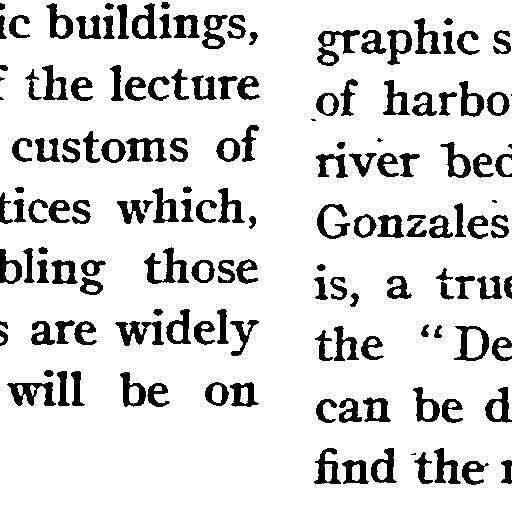 ic buildings,
f the lecture
customs of
tices which,
bling those
s are widely
will be on
graphic s
of harbo
river bed
Gonzales
is, a true
the “ De
can be d
find the